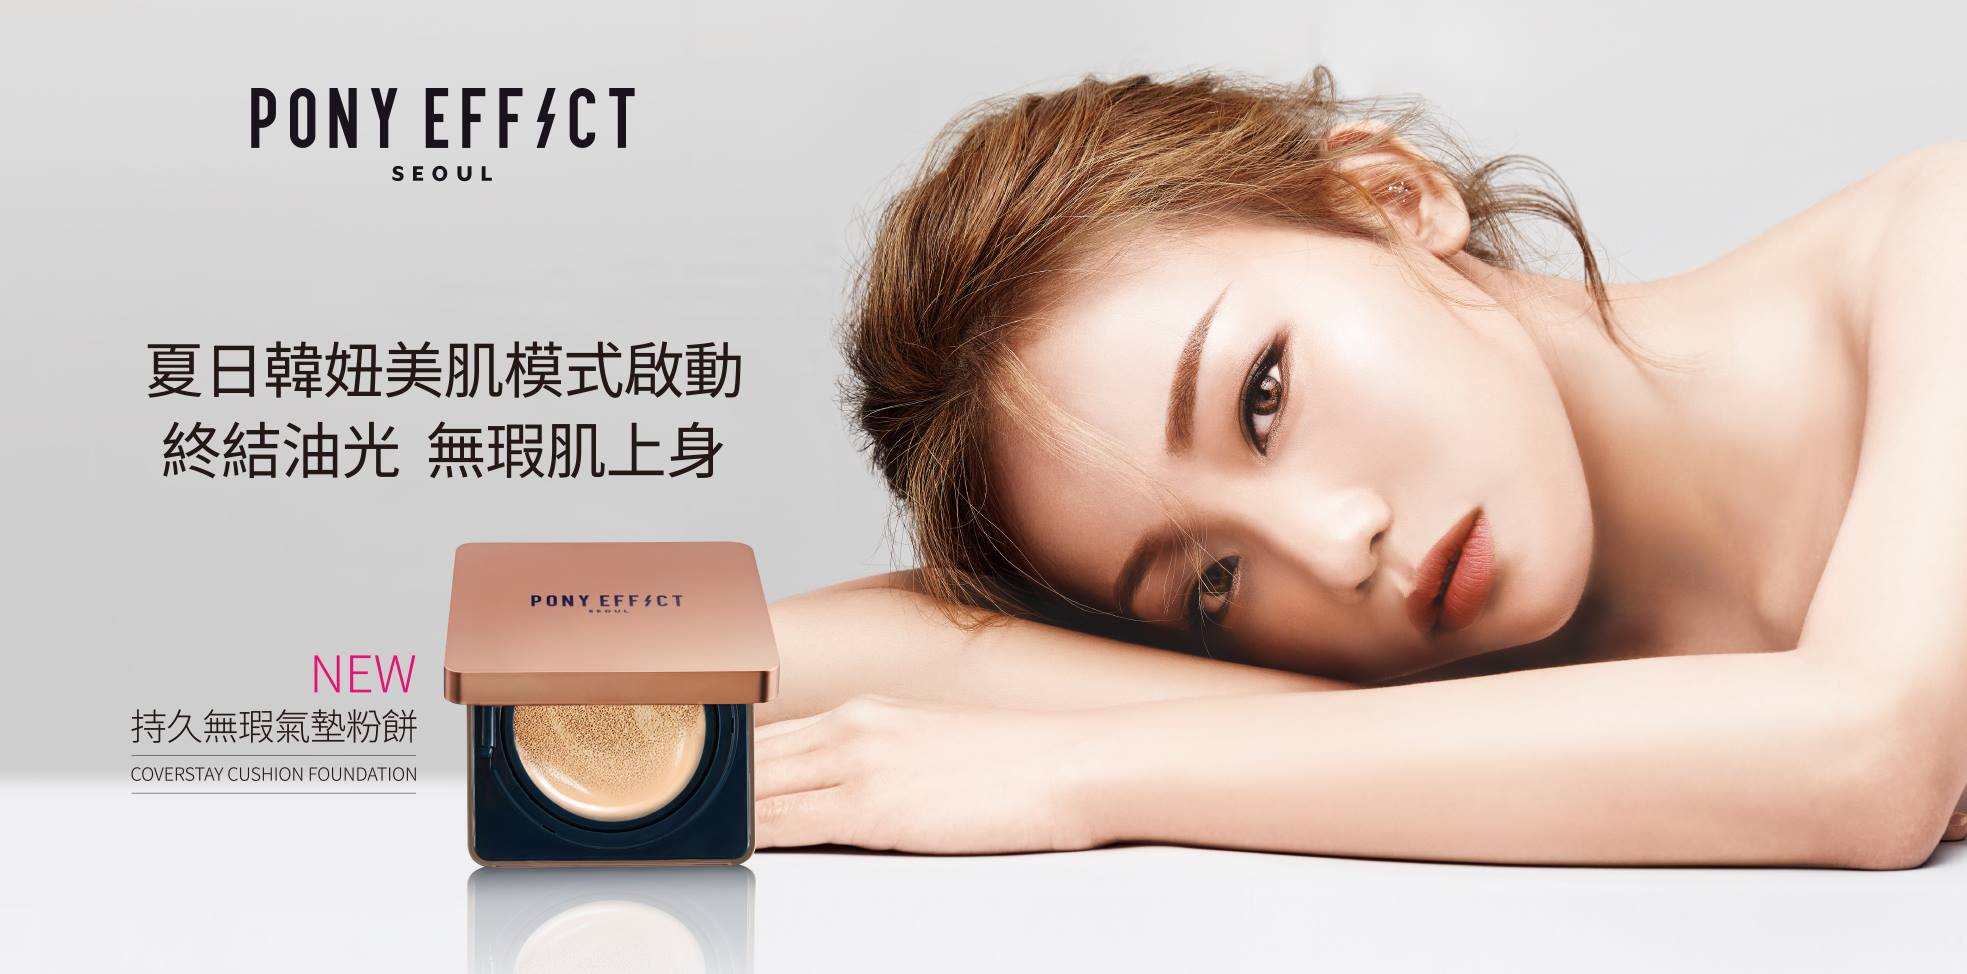 PONY EFFECT
SEOUL
夏日韓妞美肌模式啟動
終結油光 無瑕肌上身
PONY EFFECT
SEOUL
NEW
持久無瑕氣墊粉餅
COVERSTAY CUSHION FOUNDATION